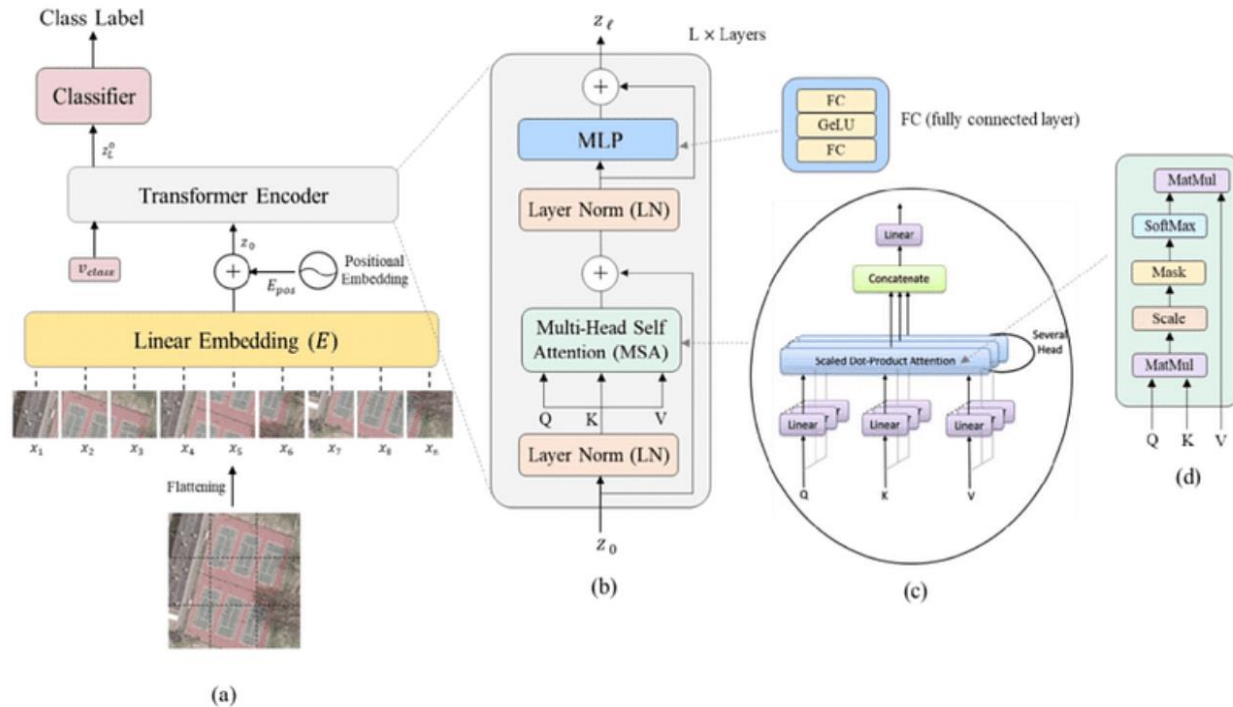 Class Label
Classifier
z_L^0
Transformer Encoder
v_class
z_0
+
E_pos
Positional
Embedding
Linear Embedding (E)
x_1 x_2 x_3 x_4 x_5 x_6 x_7 x_8 x_n
Flattening
(a)
z_ℓ
L × Layers
+
MLP
Layer Norm (LN)
+
Multi-Head Self
Attention (MSA)
Q K V
Layer Norm (LN)
z_0
(b)
FC
GeLU
FC
FC (fully connected layer)
Linear
Concatenate
Scaled Dot-Product Attention
Several
Head
Linear Linear Linear
Q K V
(c)
MatMul
SoftMax
Mask
Scale
MatMul
Q K V
(d)